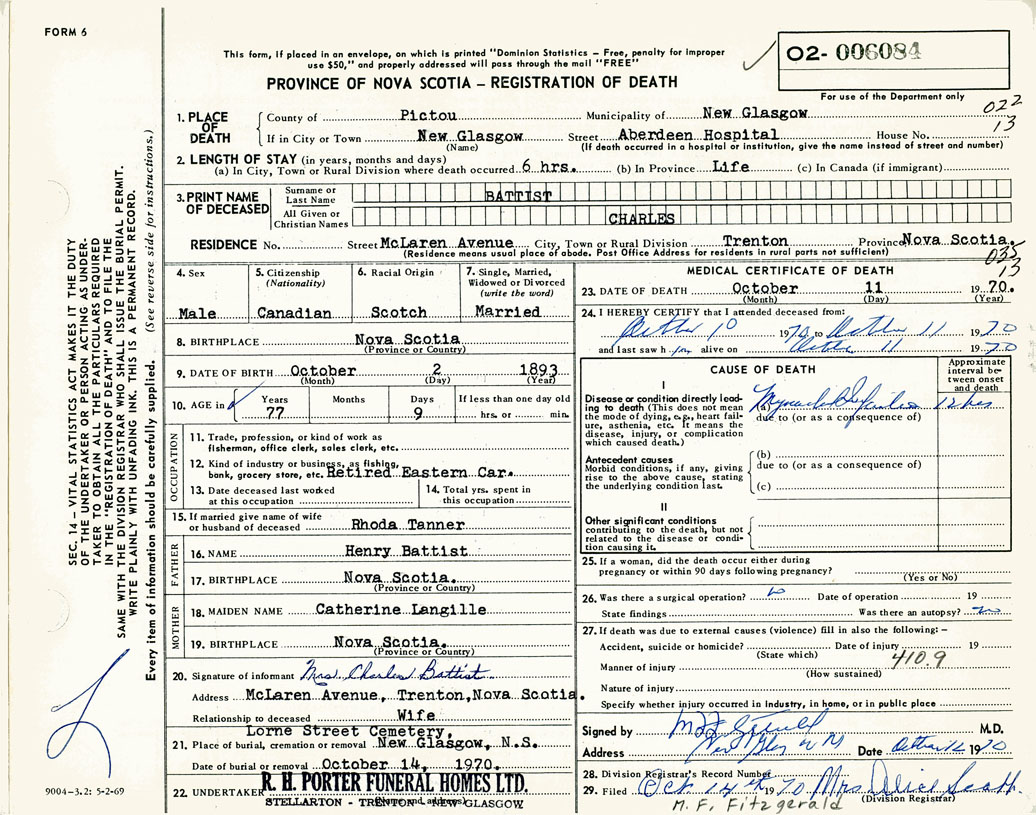 FORM 6
This form, if placed in an envelope, on which is printed "Dominion Statistics – Free, penalty for improper
use $50," and properly addressed will pass through the mail "FREE"
02- 006084
PROVINCE OF NOVA SCOTIA – REGISTRATION OF DEATH
For use of the Department only
022
13
1. PLACE OF DEATH
County of Pictou Municipality of New Glasgow
If in City or Town New Glasgow Street Aberdeen Hospital House No.
(Name) (If death occurred in a hospital or institution, give the name instead of street and number)
2. LENGTH OF STAY (in years, months and days)
(a) In City, Town or Rural Division where death occurred 6 hrs. (b) In Province Life (c) In Canada (if immigrant)
3. PRINT NAME OF DECEASED
Surname or Last Name BATTIST
All Given or Christian Names CHARLES
RESIDENCE No. Street McLaren Avenue City, Town or Rural Division Trenton Province Nova Scotia.
(Residence means usual place of abode. Post Office Address for residents in rural parts not sufficient)
035
13
4. Sex
Male
5. Citizenship
(Nationality)
Canadian
6. Racial Origin
Scotch
7. Single, Married,
Widowed or Divorced
(write the word)
Married
8. BIRTHPLACE Nova Scotia
(Province or Country)
9. DATE OF BIRTH October 2 1893
(Month) (Day) (Year)
10. AGE in Years Months Days If less than one day old
77 9 hrs. or min.
OCCUPATION
11. Trade, profession, or kind of work as
fisherman, office clerk, sales clerk, etc.
12. Kind of industry or business, as fishing,
bank, grocery store, etc. Retired Eastern Car.
13. Date deceased last worked
at this occupation
14. Total yrs. spent in
this occupation
15. If married give name of wife
or husband of deceased Rhoda Tanner
FATHER
16. NAME Henry Battist
17. BIRTHPLACE Nova Scotia.
(Province or Country)
MOTHER
18. MAIDEN NAME Catherine Langille
19. BIRTHPLACE Nova Scotia.
(Province or Country)
20. Signature of informant Mrs. Charles Battist
Address McLaren Avenue, Trenton, Nova Scotia.
Relationship to deceased Wife
Lorne Street Cemetery,
21. Place of burial, cremation or removal New Glasgow, N.S.
Date of burial or removal October 14, 1970.
22. UNDERTAKER R. H. PORTER FUNERAL HOMES LTD.
(Name and address)
STELLARTON - TRENTON - NEW GLASGOW
MEDICAL CERTIFICATE OF DEATH
23. DATE OF DEATH October 11 1970.
(Month) (Day) (Year)
24. I HEREBY CERTIFY that I attended deceased from:
October 10 1970 to October 11 1970
and last saw him alive on October 11 1970
CAUSE OF DEATH
Approximate interval between onset and death
I
Disease or condition directly leading to death (This does not mean the mode of dying, e.g., heart failure, asthenia, etc. It means the disease, injury, or complication which caused death.)
(a) 12 hrs
due to (or as a consequence of)
Antecedent causes
Morbid conditions, if any, giving rise to the above cause, stating the underlying condition last.
(b)
due to (or as a consequence of)
(c)
II
Other significant conditions
contributing to the death, but not related to the disease or condition causing it.
25. If a woman, did the death occur either during
pregnancy or within 90 days following pregnancy?
(Yes or No)
26. Was there a surgical operation? no Date of operation 19
State findings Was there an autopsy? no
27. If death was due to external causes (violence) fill in also the following: –
Accident, suicide or homicide? Date of injury 19
(State which)
410.9
Manner of injury
(How sustained)
Nature of injury
Specify whether injury occurred in industry, in home, or in public place
Signed by M.D.
Address Date 1970
28. Division Registrar's Record Number
29. Filed Oct. 14th 1970 Mrs. Alice Scott
(Division Registrar)
M. F. Fitzgerald
9004-3.2: 5-2-69
SEC. 14 – VITAL STATISTICS ACT MAKES IT THE DUTY
OF THE UNDERTAKER OR PERSON ACTING AS UNDER-
TAKER TO OBTAIN ALL THE PARTICULARS REQUIRED
IN THE "REGISTRATION OF DEATH" AND TO FILE THE
SAME WITH THE DIVISION REGISTRAR WHO SHALL ISSUE THE BURIAL PERMIT.
WRITE PLAINLY WITH UNFADING INK. THIS IS A PERMANENT RECORD.
Every item of information should be carefully supplied. (See reverse side for instructions.)